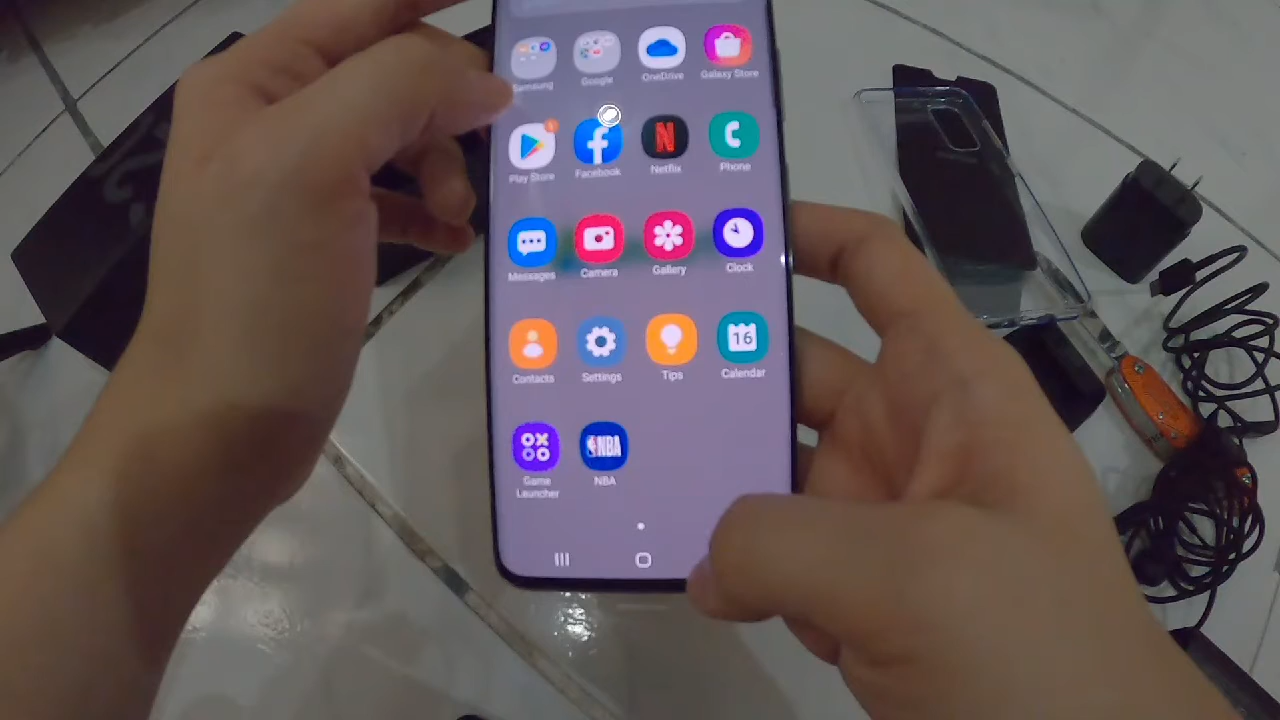 Samsung Google OneDrive Galaxy Store
Play Store Facebook Netflix Phone
Messages Camera Gallery Clock
16
Contacts Settings Tips Calendar
NBA
Game
Launcher NBA